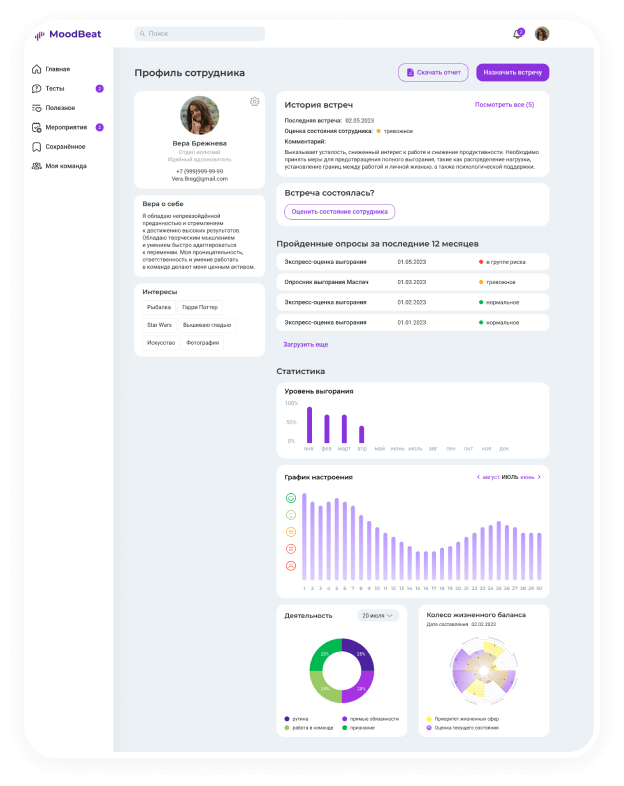 MoodBeat
Поиск
2
Главная
Тесты 2
Полезное
Мероприятия 2
Сохранённое
Моя команда
Профиль сотрудника
Скачать отчет
Назначить встречу
Вера Брежнева
Отдел иллюзий
Идейный вдохновитель
+7 (999)999-99-99
Vera.Breg@gmail.com
Вера о себе
Я обладаю непревзойдённой
преданностью и стремлением
к достижению высоких результатов.
Обладаю творческим мышлением
и умением быстро адаптироваться
к переменам. Моя проницательность,
ответственность и умение работать
в команде делают меня ценным активом.
Интересы
Рыбалка Гарри Поттер
Star Wars Вышиваю гладью
Искусство Фотография
История встреч Посмотреть все (5)
Последняя встреча: 02.05.2023
Оценка состояния сотрудника: тревожное
Комментарий:
Выказывает усталость, сниженный интерес к работе и снижение продуктивности. Необходимо
принять меры для предотвращения полного выгорания, такие как распределение нагрузки,
установление границ между работой и личной жизнью, а также психологической поддержки.
Встреча состоялась?
Оценить состояние сотрудника
Пройденные опросы за последние 12 месяцев
Экспресс-оценка выгорания 01.05.2023 в группе риска
Опросник выгорания Маслач 01.03.2023 тревожное
Экспресс-оценка выгорания 01.02.2023 нормальное
Экспресс-оценка выгорания 01.01.2023 нормальное
Загрузить еще
Статистика
Уровень выгорания
100%
50%
0%
янв фев март апр май июнь июль авг сен окт ноя дек
График настроения
август ИЮЛЬ июнь
1 2 3 4 5 6 7 8 9 10 11 12 13 14 15 16 17 18 19 20 21 22 23 24 25 26 27 28 29 30
Деятельность
20 июля
25% 25%
25% 25%
рутина прямые обязанности
работа в команде признание
Колесо жизненного баланса
Дата составления 02.02.2023
Приоритет жизненных сфер
Оценка текущего состояния